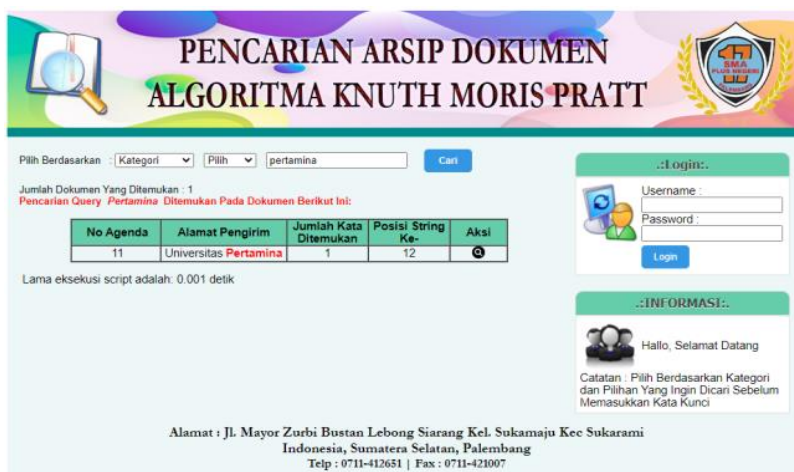 PENCARIAN ARSIP DOKUMEN
ALGORITMA KNUTH MORIS PRATT
17
SMA
PLUS NEGERI
Pilih Berdasarkan : Kategori Pilih pertamina Cari
Jumlah Dokumen Yang Ditemukan : 1
Pencarian Query Pertamina Ditemukan Pada Dokumen Berikut Ini:
No Agenda Alamat Pengirim Jumlah Kata Ditemukan Posisi String Ke- Aksi
11 Universitas Pertamina 1 12
Lama eksekusi script adalah: 0.001 detik
.:Login:.
Username :
Password :
Login
.:INFORMASI:.
Hallo, Selamat Datang
Catatan : Pilih Berdasarkan Kategori
dan Pilihan Yang Ingin Dicari Sebelum
Memasukkan Kata Kunci
Alamat : Jl. Mayor Zurbi Bustan Lebong Siarang Kel. Sukamaju Kec Sukarami
Indonesia, Sumatera Selatan, Palembang
Telp : 0711-412651 | Fax : 0711-421007